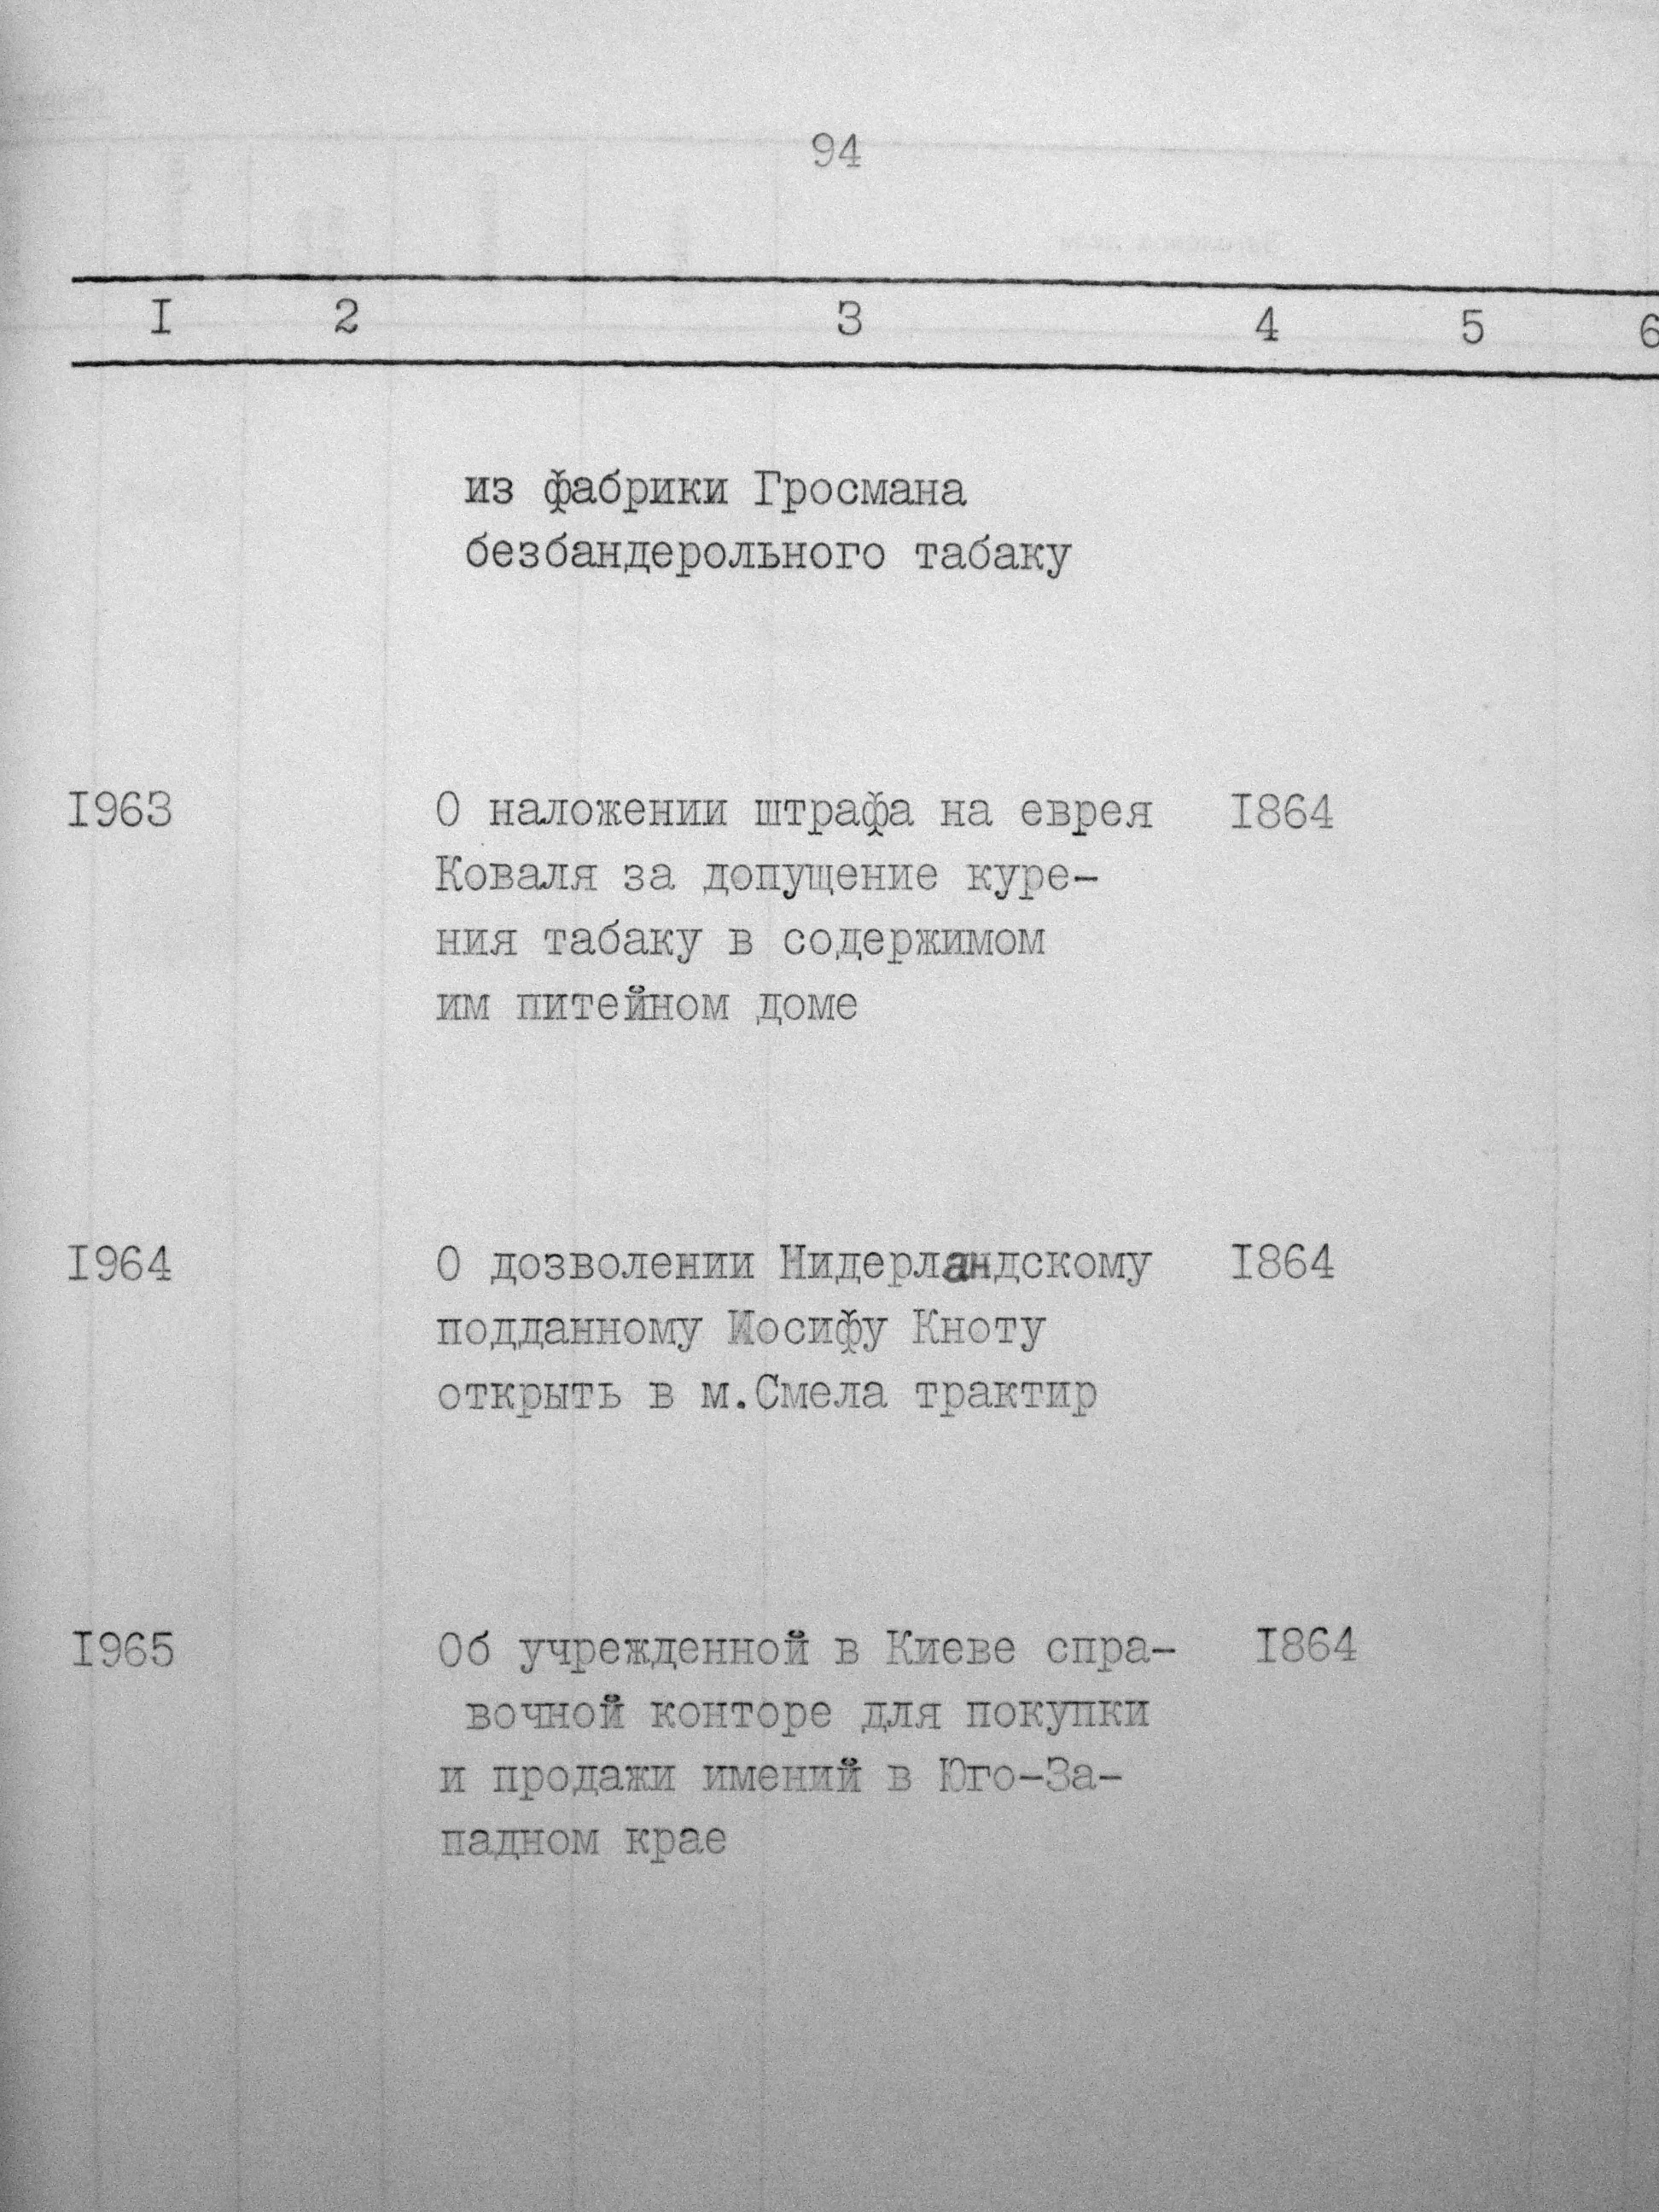 94
I 2 3 4 5 6
из фабрики Гросмана
безбандерольного табаку
I963 О наложении штрафа на еврея I864
Коваля за допущение куре-
ния табаку в содержимом
им питейном доме
I964 О дозволении Нидерландскому I864
подданному Иосифу Кноту
открыть в м.Смела трактир
I965 Об учрежденной в Киеве спра- I864
вочной конторе для покупки
и продажи имений в Юго-За-
падном крае